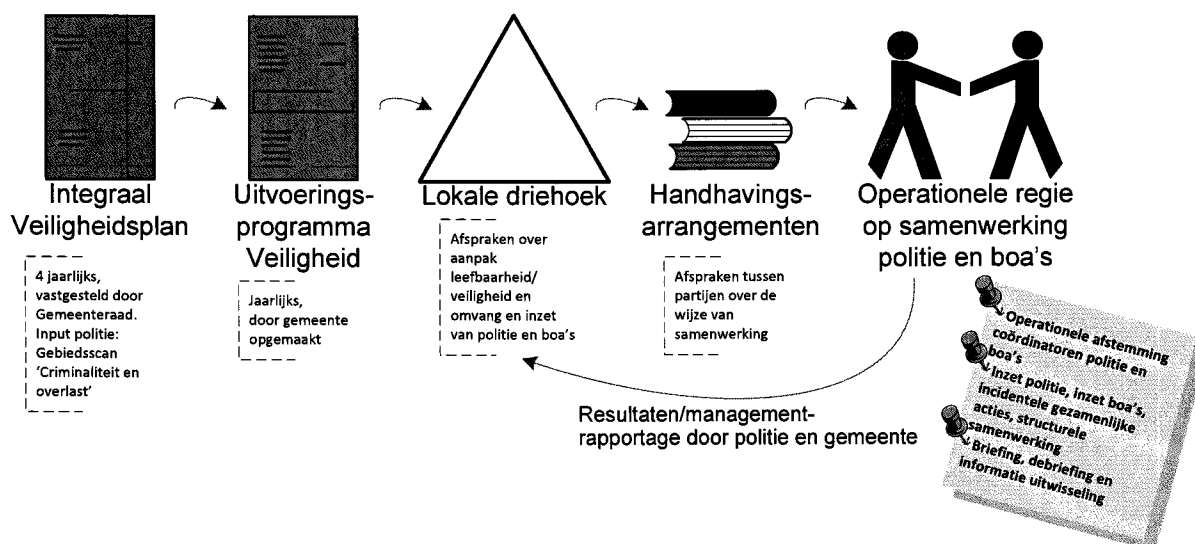 Integraal
Veiligheidsplan
4 jaarlijks,
vastgesteld door
Gemeenteraad.
Input politie:
Gebiedsscan
‘Criminaliteit en
overlast’
Uitvoerings-
programma
Veiligheid
Jaarlijks,
door gemeente
opgemaakt
Lokale driehoek
Afspraken over
aanpak
leefbaarheid/
veiligheid en
omvang en inzet
van politie en boa’s
Handhavings-
arrangementen
Afspraken tussen
partijen over de
wijze van
samenwerking
Operationele regie
op samenwerking
politie en boa’s
Operationele afstemming
coördinatoren politie en
boa’s
Inzet politie, inzet boa’s,
incidentele gezamenlijke
acties, structurele
samenwerking
Briefing, debriefing en
informatie uitwisseling
Resultaten/management-
rapportage door politie en gemeente